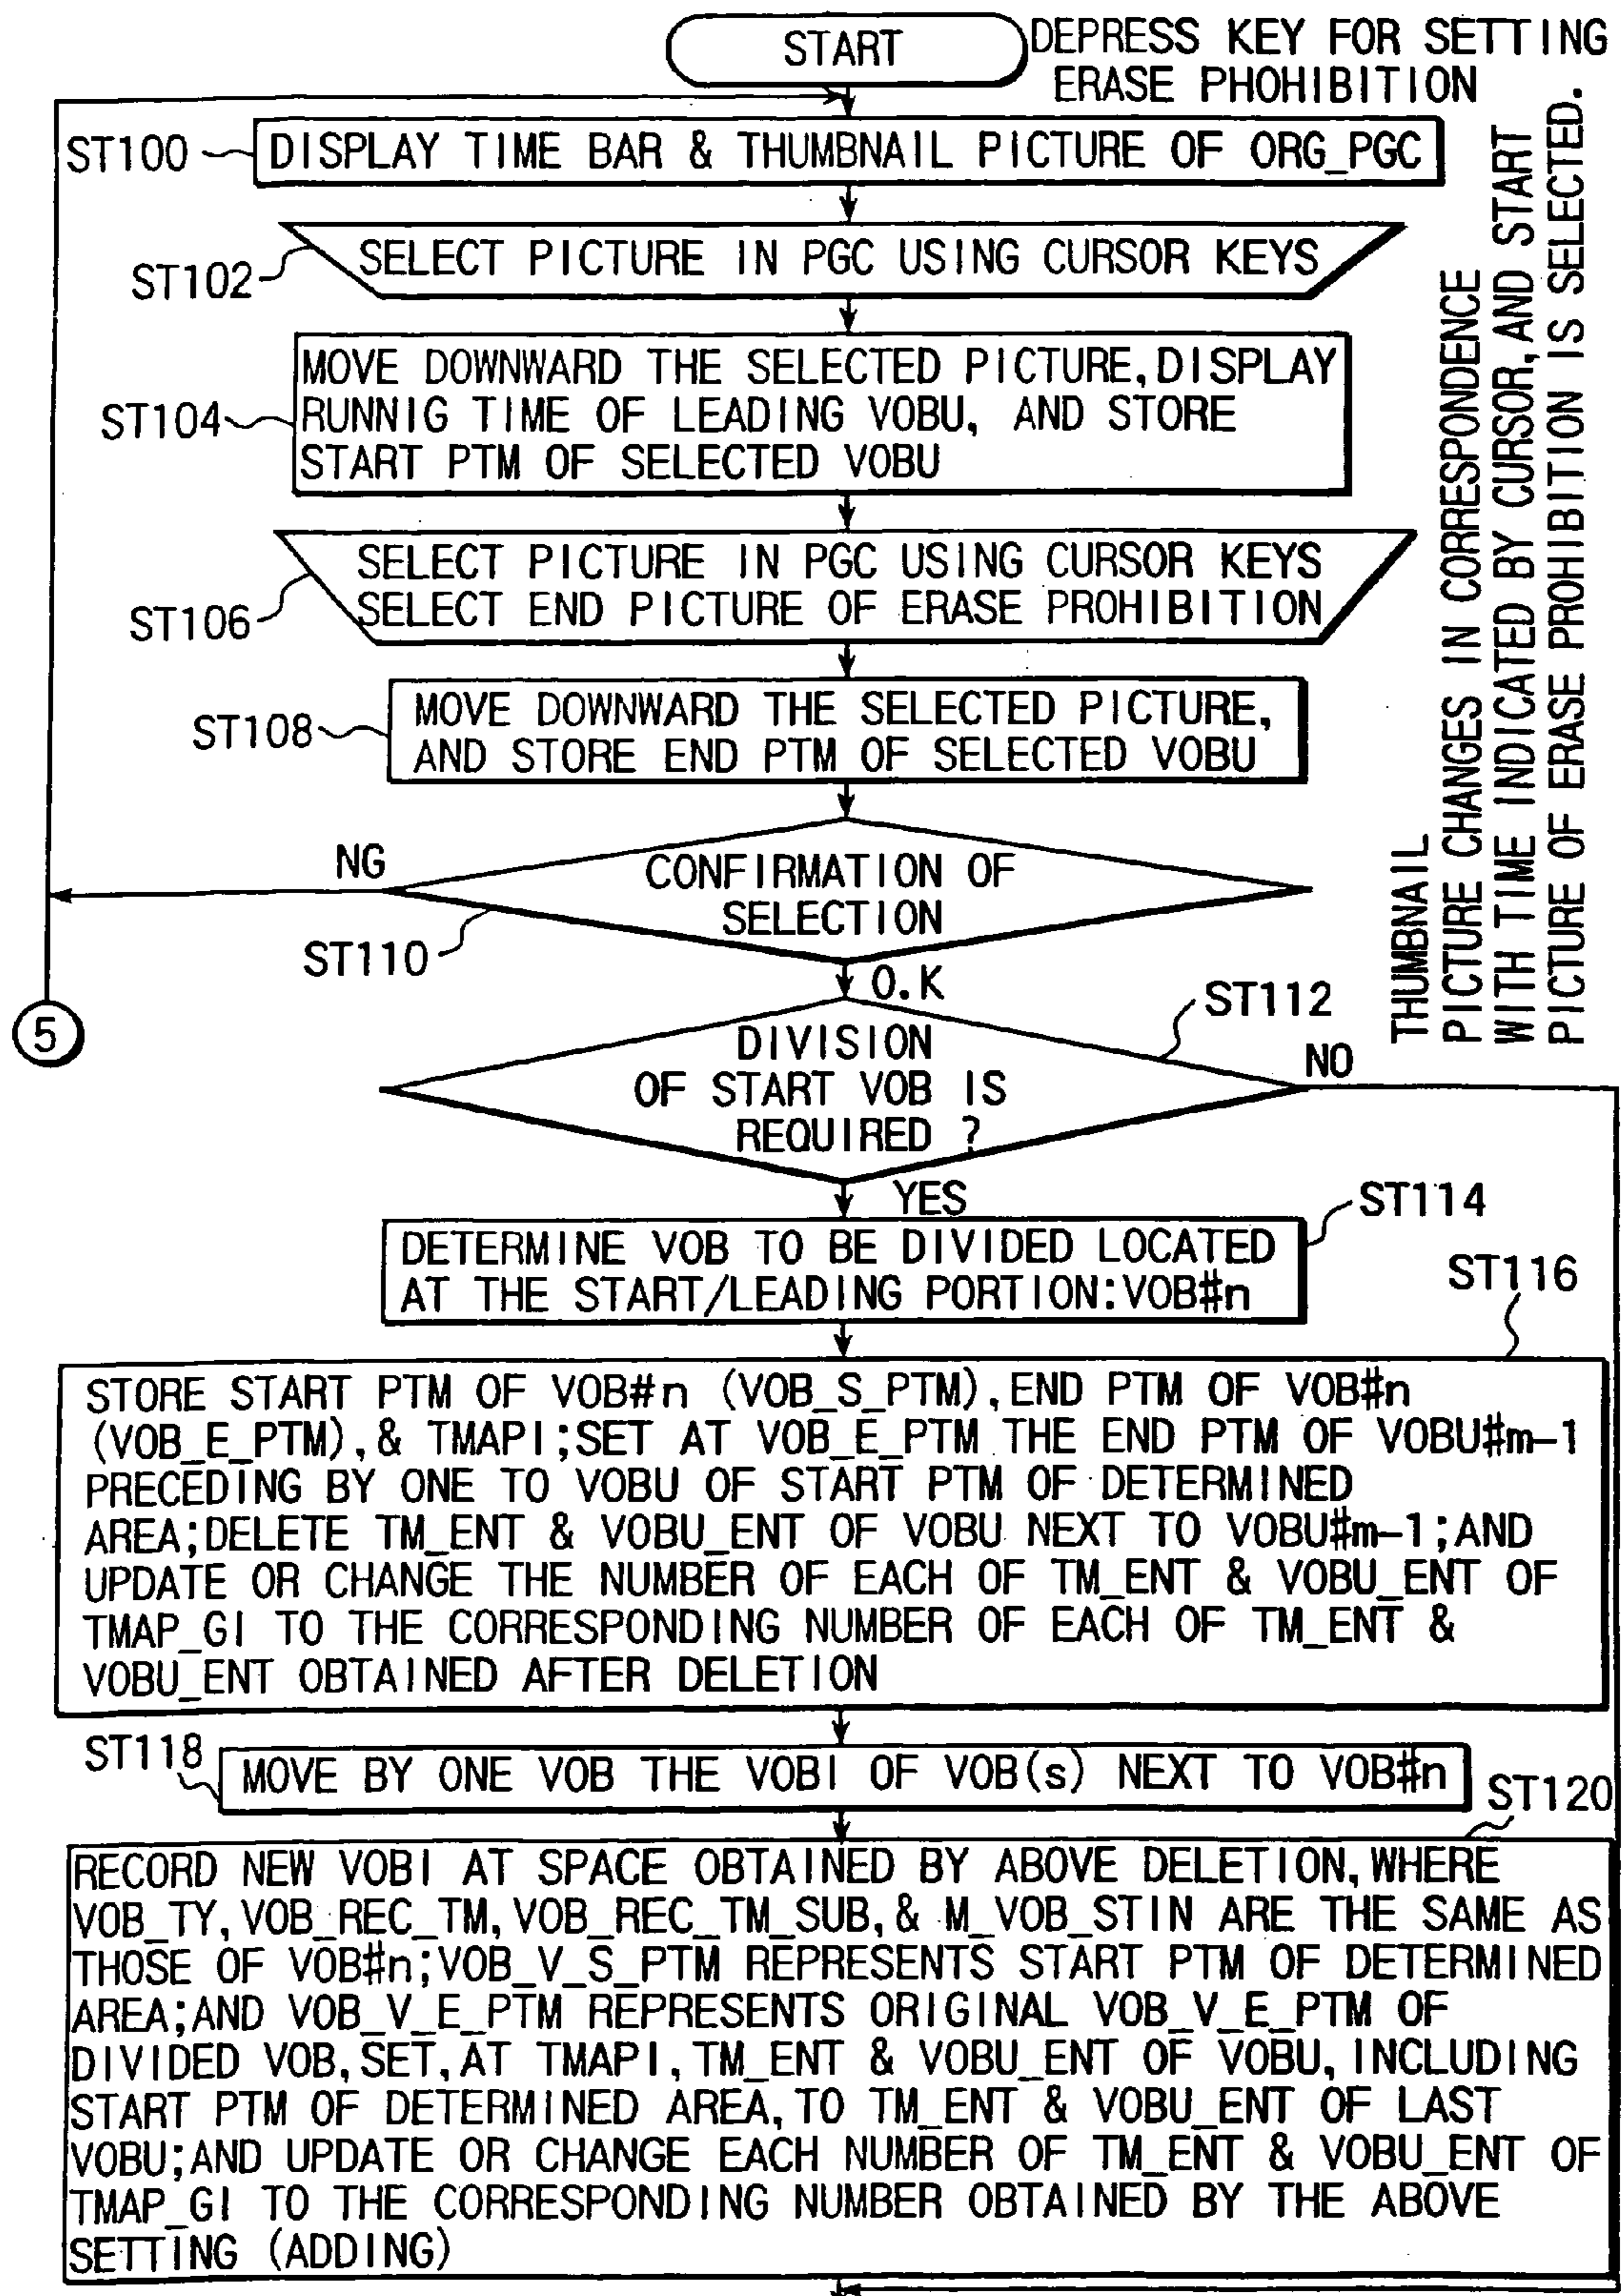 START
DEPRESS KEY FOR SETTING
ERASE PHOHIBITION
ST100
DISPLAY TIME BAR & THUMBNAIL PICTURE OF ORG_PGC
ST102
SELECT PICTURE IN PGC USING CURSOR KEYS
THUMBNAIL
PICTURE CHANGES IN CORRESPONDENCE
WITH TIME INDICATED BY CURSOR, AND START
PICTURE OF ERASE PROHIBITION IS SELECTED.
ST104
MOVE DOWNWARD THE SELECTED PICTURE, DISPLAY
RUNNIG TIME OF LEADING VOBU, AND STORE
START PTM OF SELECTED VOBU
ST106
SELECT PICTURE IN PGC USING CURSOR KEYS
SELECT END PICTURE OF ERASE PROHIBITION
ST108
MOVE DOWNWARD THE SELECTED PICTURE,
AND STORE END PTM OF SELECTED VOBU
NG
CONFIRMATION OF
SELECTION
ST110
O.K
5
ST112
DIVISION
OF START VOB IS
REQUIRED ?
NO
YES
ST114
DETERMINE VOB TO BE DIVIDED LOCATED
AT THE START/LEADING PORTION:VOB#n
ST116
STORE START PTM OF VOB#n (VOB_S_PTM), END PTM OF VOB#n
(VOB_E_PTM), & TMAPI;SET AT VOB_E_PTM THE END PTM OF VOBU#m-1
PRECEDING BY ONE TO VOBU OF START PTM OF DETERMINED
AREA;DELETE TM_ENT & VOBU_ENT OF VOBU NEXT TO VOBU#m-1;AND
UPDATE OR CHANGE THE NUMBER OF EACH OF TM_ENT & VOBU_ENT OF
TMAP_GI TO THE CORRESPONDING NUMBER OF EACH OF TM_ENT &
VOBU_ENT OBTAINED AFTER DELETION
ST118
MOVE BY ONE VOB THE VOBI OF VOB(s) NEXT TO VOB#n
ST120
RECORD NEW VOBI AT SPACE OBTAINED BY ABOVE DELETION, WHERE
VOB_TY, VOB_REC_TM, VOB_REC_TM_SUB, & M_VOB_STIN ARE THE SAME AS
THOSE OF VOB#n;VOB_V_S_PTM REPRESENTS START PTM OF DETERMINED
AREA;AND VOB_V_E_PTM REPRESENTS ORIGINAL VOB_V_E_PTM OF
DIVIDED VOB, SET, AT TMAPI, TM_ENT & VOBU_ENT OF VOBU, INCLUDING
START PTM OF DETERMINED AREA, TO TM_ENT & VOBU_ENT OF LAST
VOBU;AND UPDATE OR CHANGE EACH NUMBER OF TM_ENT & VOBU_ENT OF
TMAP_GI TO THE CORRESPONDING NUMBER OBTAINED BY THE ABOVE
SETTING (ADDING)